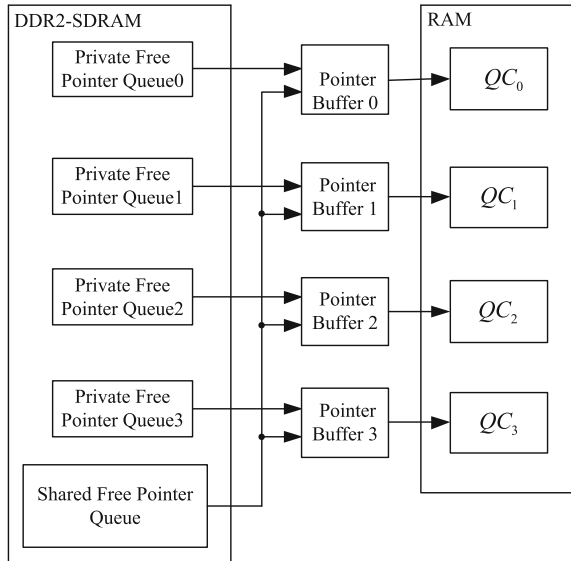 DDR2-SDRAM
RAM
Private Free
Pointer Queue0
Pointer
Buffer 0
QC₀
Private Free
Pointer Queue1
Pointer
Buffer 1
QC₁
Private Free
Pointer Queue2
Pointer
Buffer 2
QC₂
Private Free
Pointer Queue3
Pointer
Buffer 3
QC₃
Shared Free Pointer
Queue